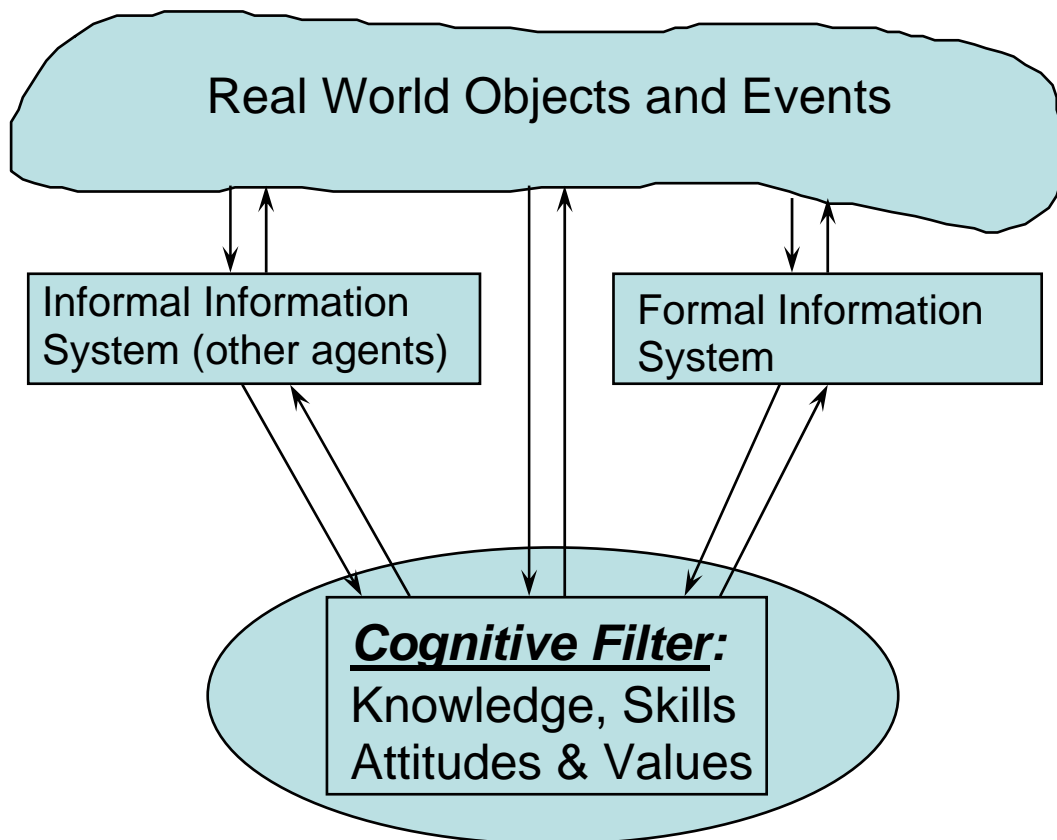 Real World Objects and Events
Informal Information
System (other agents)
Formal Information
System
Cognitive Filter:
Knowledge, Skills
Attitudes & Values